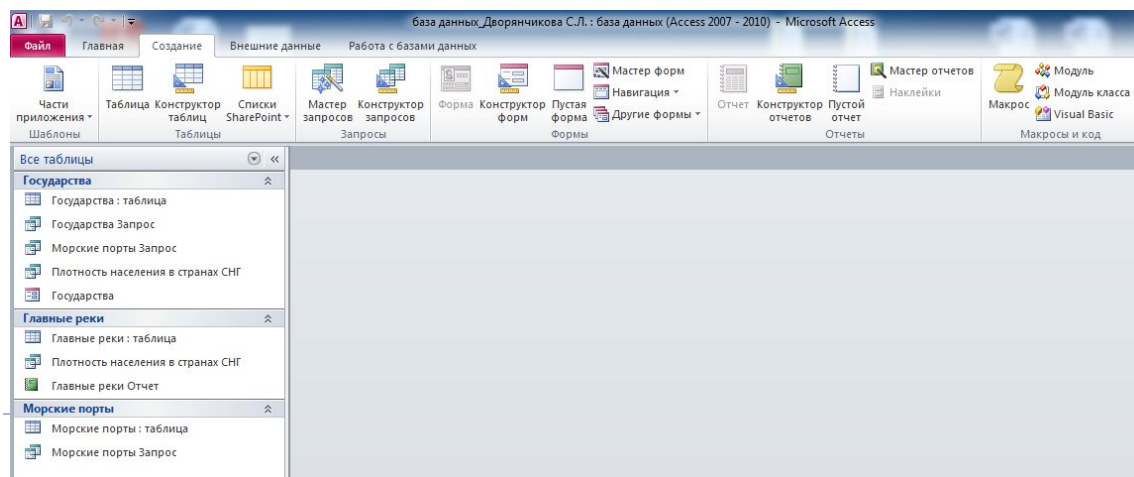 база данных_Дворянчикова С.Л. : база данных (Access 2007 - 2010) - Microsoft Access
Файл Главная Создание Внешние данные Работа с базами данных
Части приложения
Таблица
Конструктор таблиц
Списки SharePoint
Мастер запросов
Конструктор запросов
Форма
Конструктор форм
Пустая форма
Мастер форм
Навигация
Другие формы
Отчет
Конструктор отчетов
Пустой отчет
Мастер отчетов
Наклейки
Макрос
Модуль
Модуль класса
Visual Basic
Шаблоны Таблицы Запросы Формы Отчеты Макросы и код
Все таблицы
Государства
Государства : таблица
Государства Запрос
Морские порты Запрос
Плотность населения в странах СНГ
Государства
Главные реки
Главные реки : таблица
Плотность населения в странах СНГ
Главные реки Отчет
Морские порты
Морские порты : таблица
Морские порты Запрос